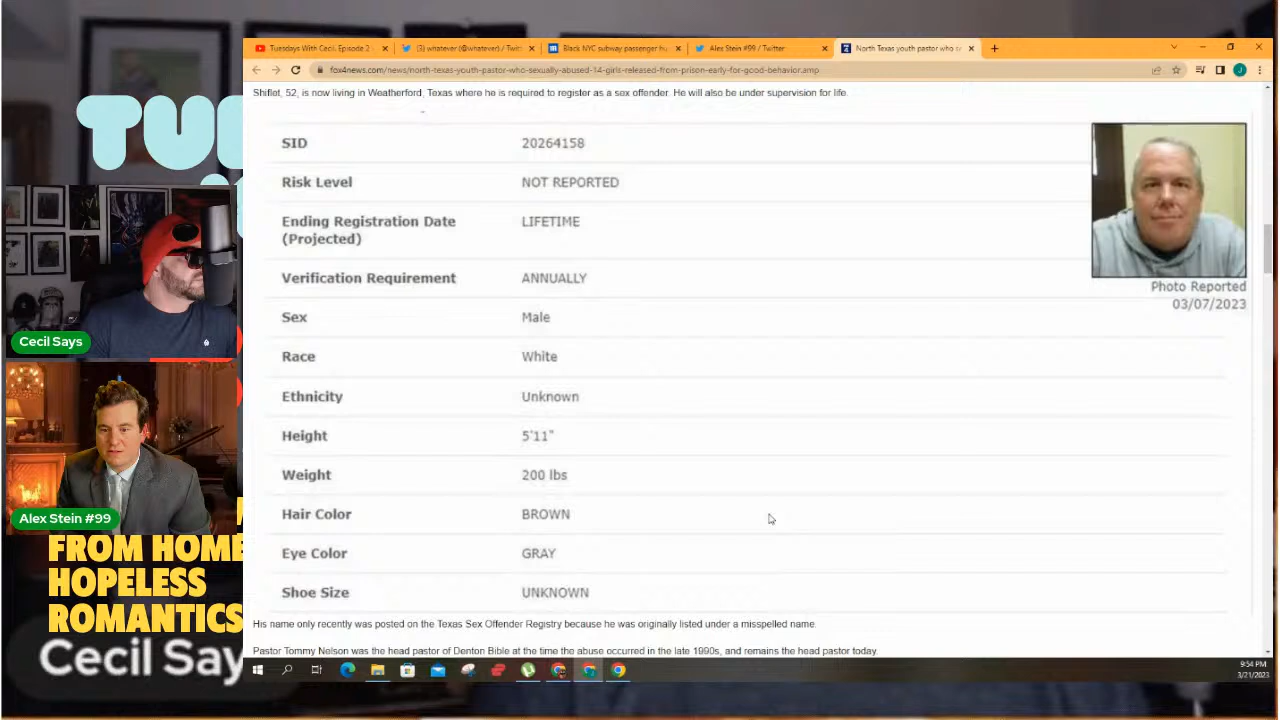 Tuesdays With Cecil. Episode 2
(3) whatever (@whatever) / Twit
Black NYC subway passenger hu
Alex Stein #99 / Twitter
North Texas youth pastor who s
fox4news.com/news/north-texas-youth-pastor-who-sexually-abused-14-girls-released-from-prison-early-for-good-behavior.amp
J
Shiflet, 52, is now living in Weatherford, Texas where he is required to register as a sex offender. He will also be under supervision for life.
SID 20264158
Risk Level NOT REPORTED
Ending Registration Date (Projected) LIFETIME
Verification Requirement ANNUALLY
Sex Male
Race White
Ethnicity Unknown
Height 5'11"
Weight 200 lbs
Hair Color BROWN
Eye Color GRAY
Shoe Size UNKNOWN
Photo Reported
03/07/2023
His name only recently was posted on the Texas Sex Offender Registry because he was originally listed under a misspelled name.
Pastor Tommy Nelson was the head pastor of Denton Bible at the time the abuse occurred in the late 1990s, and remains the head pastor today.
9:54 PM
3/21/2023
TU
Cecil Says
Alex Stein #99
FROM HOME
HOPELESS
ROMANTICS
Cecil Say